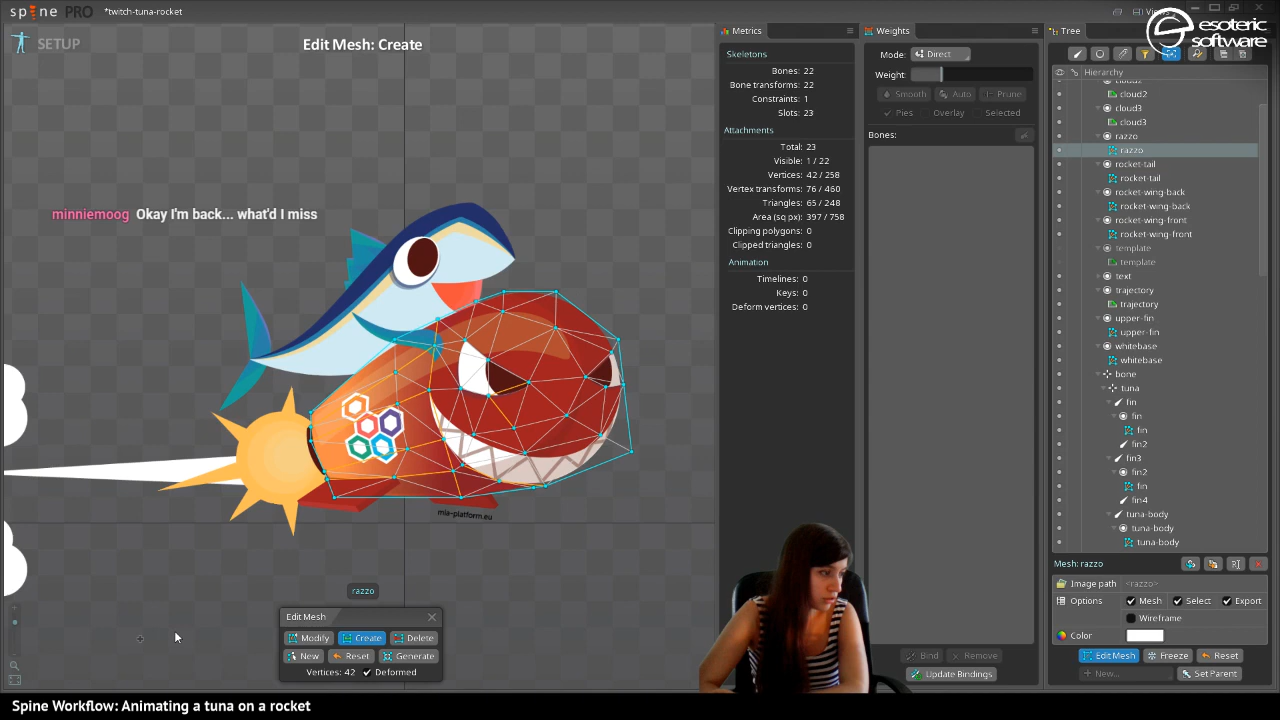 spine PRO
*twitch-tuna-rocket
Views
esoteric
software
SETUP
Edit Mesh: Create
minniemoog Okay I'm back... what'd I miss
mla-platform.eu
razzo
Edit Mesh
Modify
Create
Delete
New
Reset
Generate
Vertices: 42
Deformed
Metrics
Skeletons
Bones: 22
Bone transforms: 22
Constraints: 1
Slots: 23
Attachments
Total: 23
Visible: 1 / 22
Vertices: 42 / 258
Vertex transforms: 76 / 460
Triangles: 65 / 248
Area (sq px): 397 / 758
Clipping polygons: 0
Clipped triangles: 0
Animation
Timelines: 0
Keys: 0
Deform vertices: 0
Weights
Mode: Direct
Weight:
Smooth
Auto
Prune
Pies
Overlay
Selected
Bones:
Bind
Remove
Update Bindings
Tree
Hierarchy
cloud2
cloud2
cloud3
cloud3
razzo
razzo
rocket-tail
rocket-tail
rocket-wing-back
rocket-wing-back
rocket-wing-front
rocket-wing-front
template
template
text
trajectory
trajectory
upper-fin
upper-fin
whitebase
whitebase
bone
tuna
fin
fin
fin
fin2
fin3
fin2
fin
fin4
tuna-body
tuna-body
tuna-body
Mesh: razzo
Image path <razzo>
Options Mesh Select Export
Wireframe
Color
Edit Mesh
Freeze
Reset
New...
Set Parent
Spine Workflow: Animating a tuna on a rocket